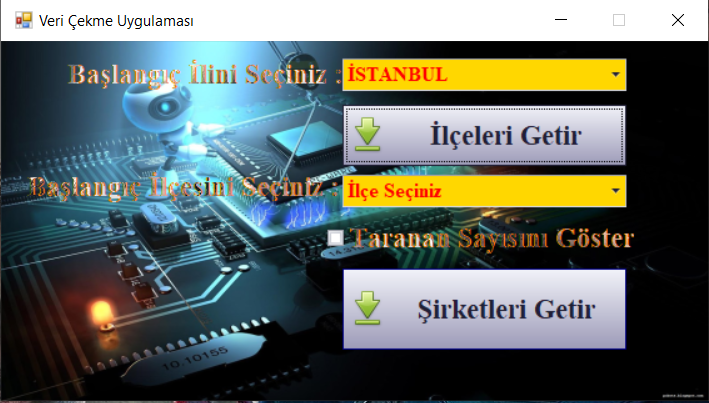 Veri Çekme Uygulaması
Başlangıç İlini Seçiniz : İSTANBUL
İlçeleri Getir
Başlangıç İlçesini Seçiniz : İlçe Seçiniz
Taranan Sayısını Göster
Şirketleri Getir
10.10155